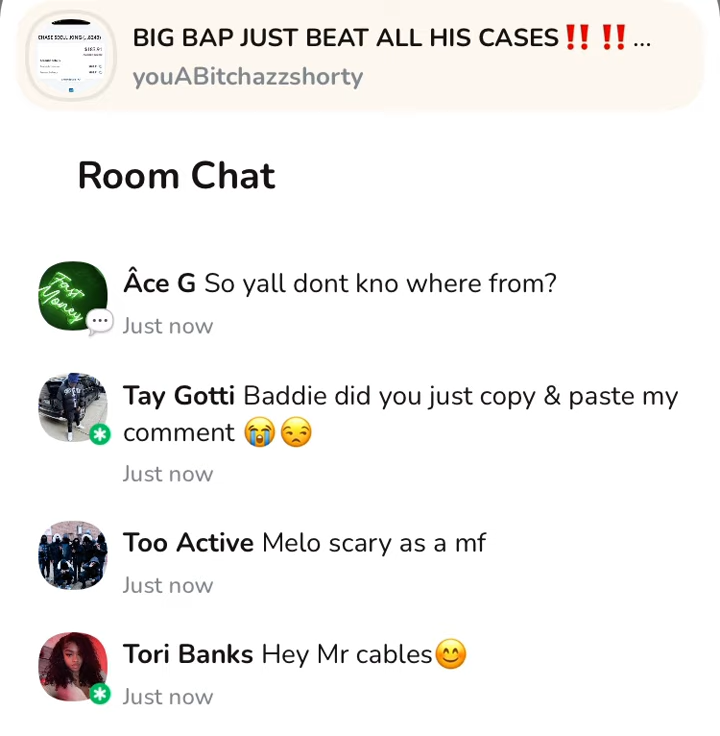 BIG BAP JUST BEAT ALL HIS CASES‼️ ‼️...
youABitchazzshorty
Room Chat
Fast
Money
Âce G So yall dont kno where from?
Just now
Tay Gotti Baddie did you just copy & paste my
comment 😭😒
Just now
Too Active Melo scary as a mf
Just now
Tori Banks Hey Mr cables😊
Just now